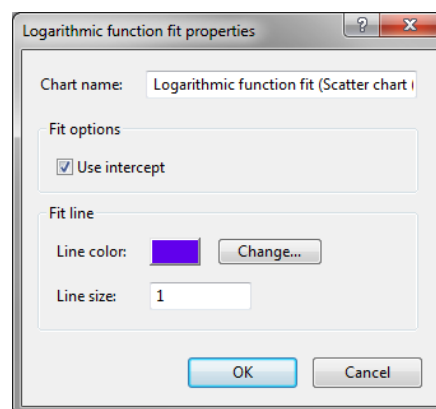 Logarithmic function fit properties
Chart name: Logarithmic function fit (Scatter chart (
Fit options
Use intercept
Fit line
Line color: Change...
Line size: 1
OK Cancel